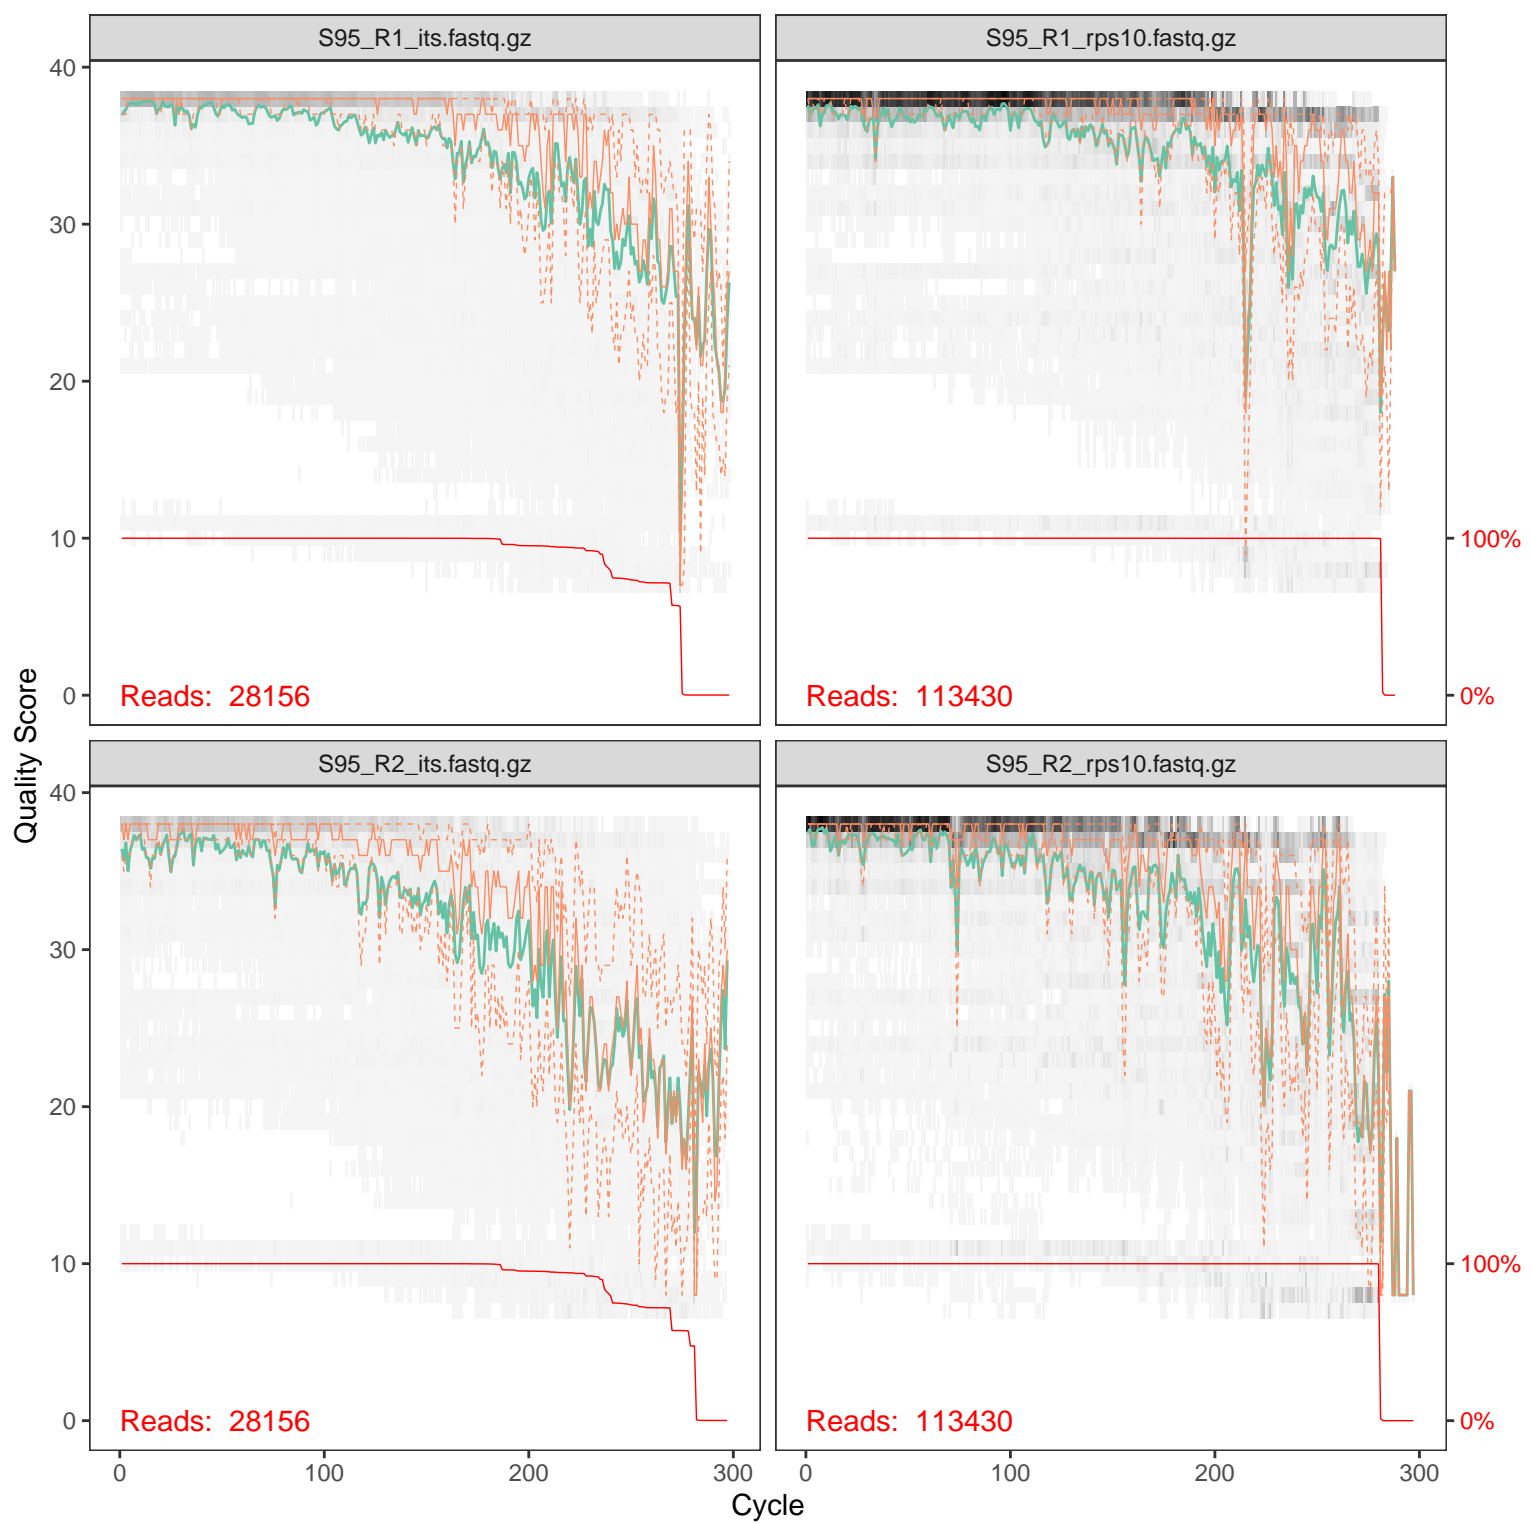 S95_R1_its.fastq.gz
S95_R1_rps10.fastq.gz
40
30
20
10
0
Reads: 28156
Reads: 113430
100%
0%
Quality Score
S95_R2_its.fastq.gz
S95_R2_rps10.fastq.gz
40
30
20
10
0
Reads: 28156
Reads: 113430
100%
0%
0 100 200 300
0 100 200 300
Cycle